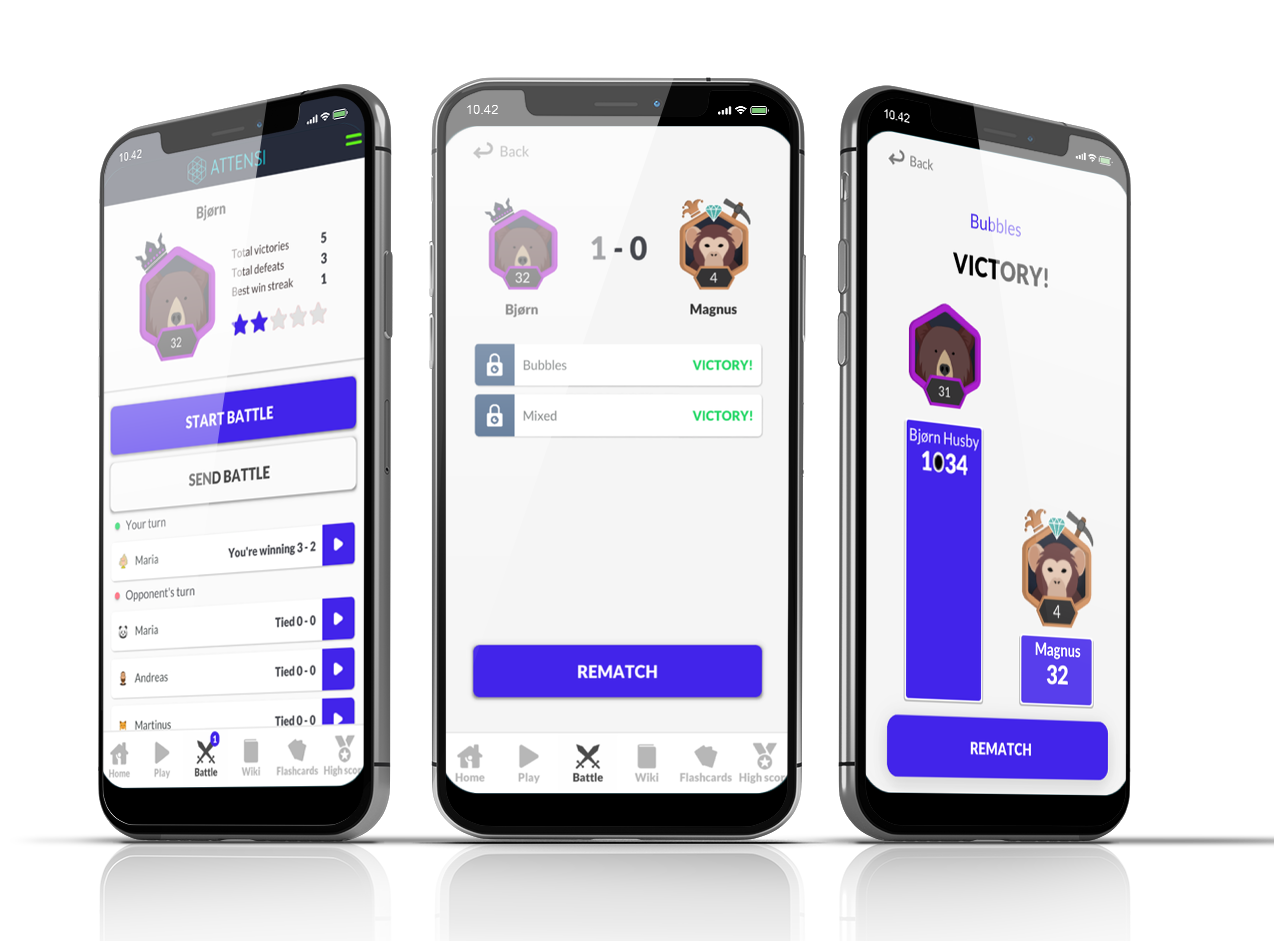 10.42
ATTENSI
Bjørn
Total victories 5
Total defeats 3
Best win streak 1
32
START BATTLE
SEND BATTLE
Your turn
Maria You're winning 3 - 2
Opponent's turn
Maria Tied 0 - 0
Andreas Tied 0 - 0
Martinus Tied 0 - 0
1
Home Play Battle Wiki Flashcards High scor
10.42
Back
1 - 0
32 4
Bjørn Magnus
Bubbles VICTORY!
Mixed VICTORY!
REMATCH
Home Play Battle Wiki Flashcards High scor
10.42
Back
Bubbles
VICTORY!
31
Bjørn Husby
1034
4
Magnus
32
REMATCH